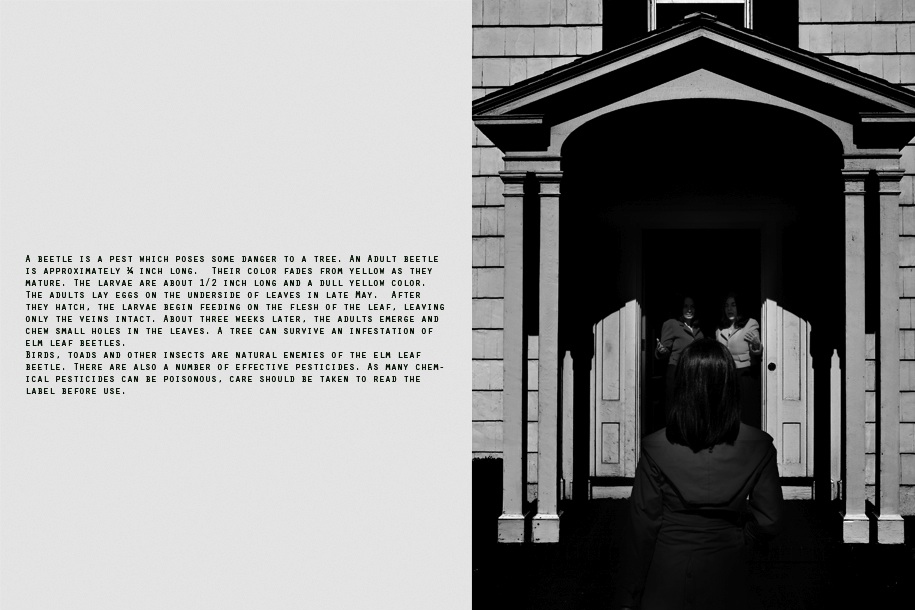 A BEETLE IS A PEST WHICH POSES SOME DANGER TO A TREE. AN ADULT BEETLE
IS APPROXIMATELY ¾ INCH LONG.  THEIR COLOR FADES FROM YELLOW AS THEY
MATURE. THE LARVAE ARE ABOUT 1/2 INCH LONG AND A DULL YELLOW COLOR.
THE ADULTS LAY EGGS ON THE UNDERSIDE OF LEAVES IN LATE MAY.  AFTER
THEY HATCH, THE LARVAE BEGIN FEEDING ON THE FLESH OF THE LEAF, LEAVING
ONLY THE VEINS INTACT. ABOUT THREE WEEKS LATER, THE ADULTS EMERGE AND
CHEW SMALL HOLES IN THE LEAVES. A TREE CAN SURVIVE AN INFESTATION OF
ELM LEAF BEETLES.
BIRDS, TOADS AND OTHER INSECTS ARE NATURAL ENEMIES OF THE ELM LEAF
BEETLE. THERE ARE ALSO A NUMBER OF EFFECTIVE PESTICIDES. AS MANY CHEM-
ICAL PESTICIDES CAN BE POISONOUS, CARE SHOULD BE TAKEN TO READ THE
LABEL BEFORE USE.